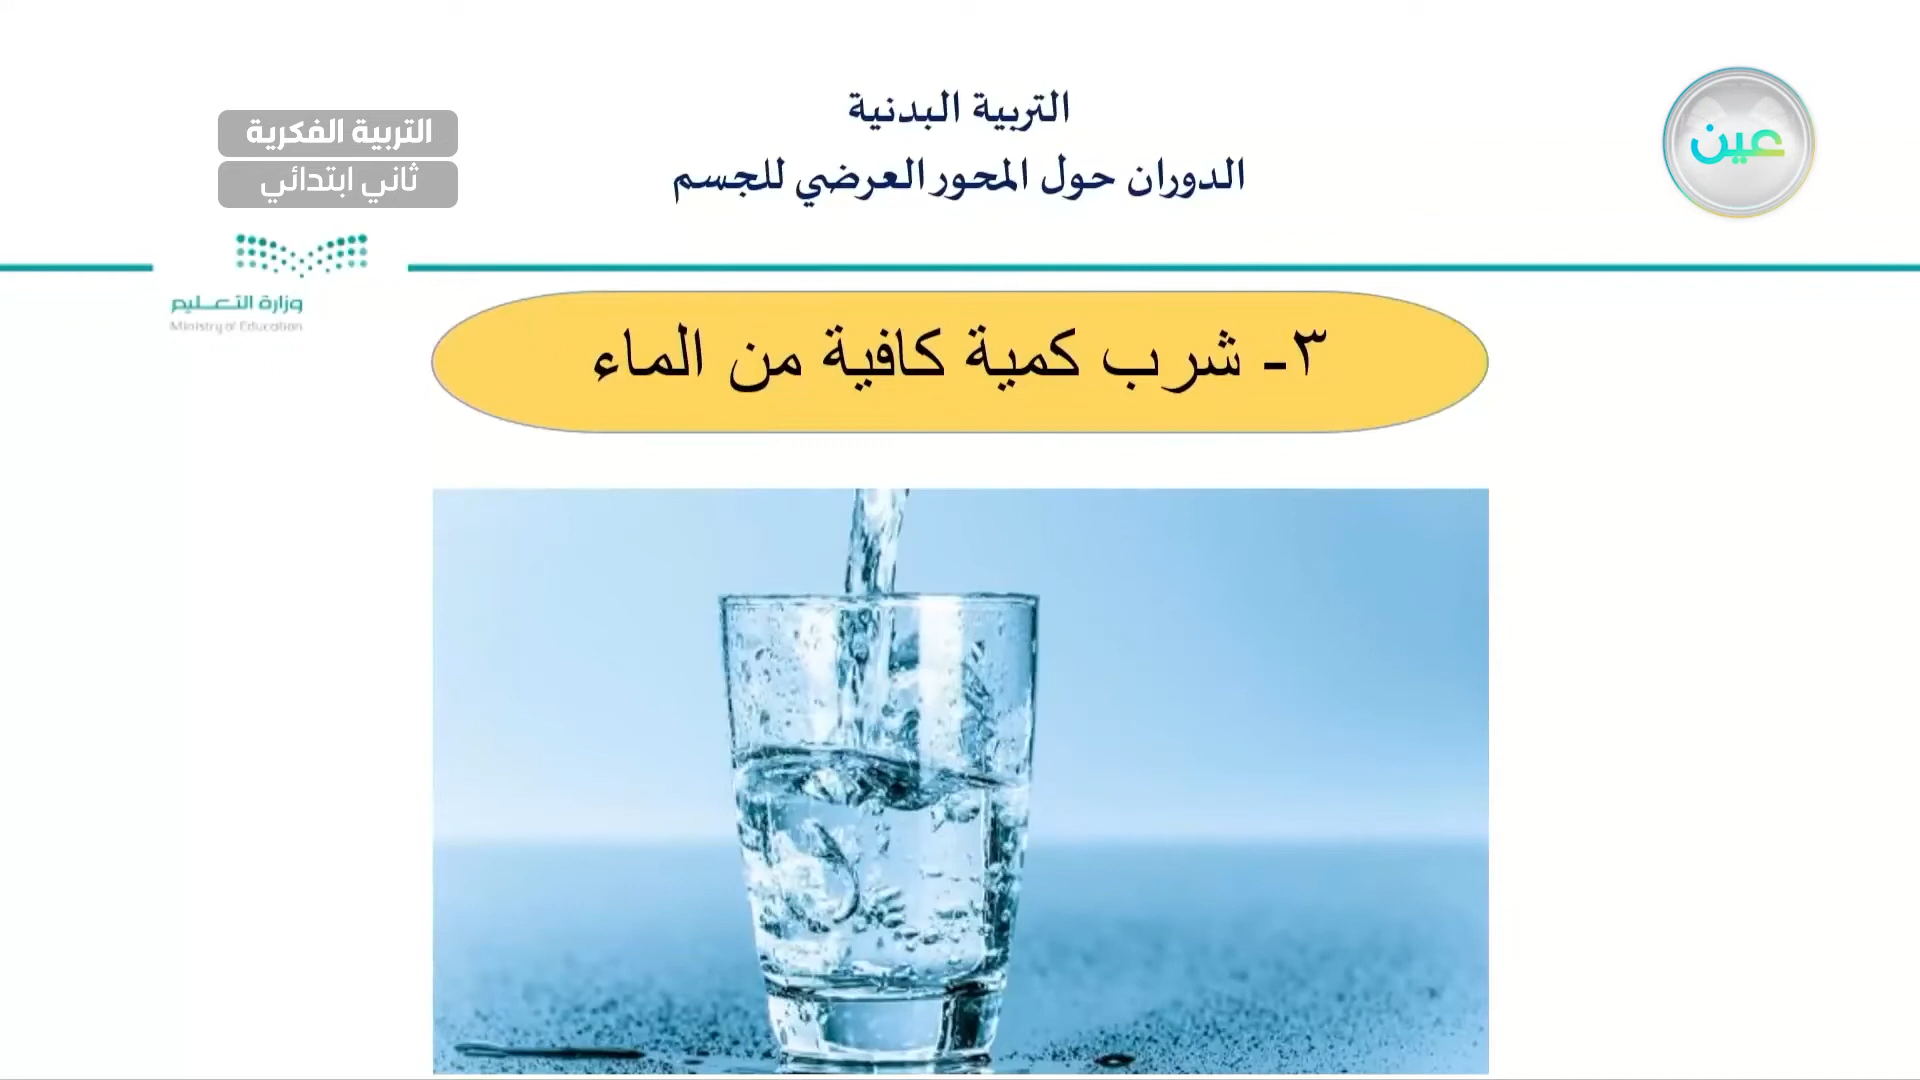 التربية البدنية
الدوران حول المحور العرضي للجسم
عين
التربية الفكرية
ثاني ابتدائي
وزارة التعليم
Ministry of Education
٣- شرب كمية كافية من الماء